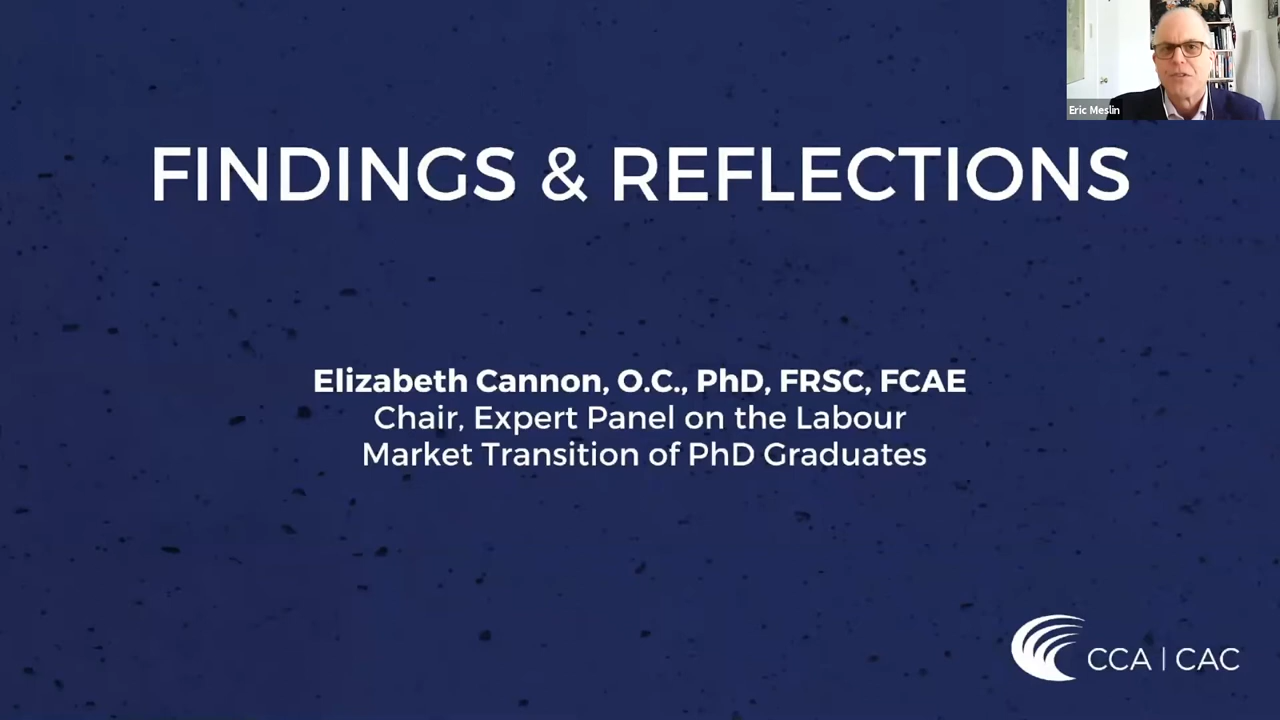 Eric Meslin
FINDINGS & REFLECTIONS
Elizabeth Cannon, O.C., PhD, FRSC, FCAE
Chair, Expert Panel on the Labour
Market Transition of PhD Graduates
CCA | CAC